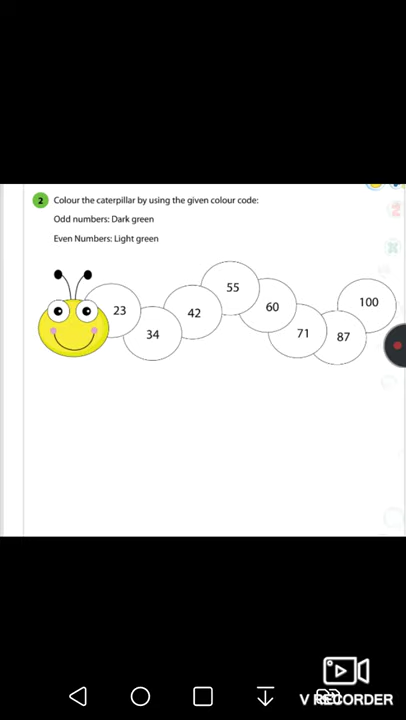 2 Colour the caterpillar by using the given colour code:
Odd numbers: Dark green
Even Numbers: Light green
23
34
42
55
60
71
87
100
2
V RECORDER